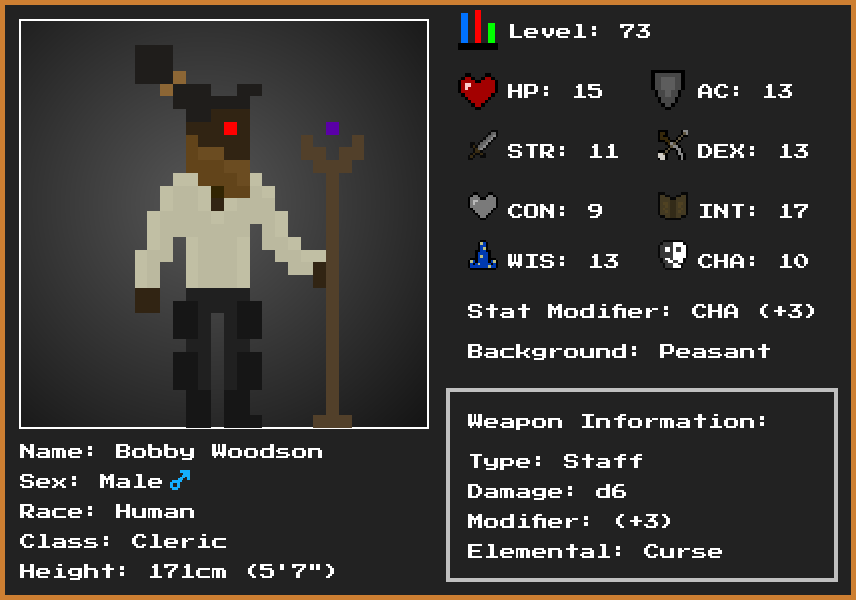 Level: 73
HP: 15 AC: 13
STR: 11 DEX: 13
CON: 9 INT: 17
WIS: 13 CHA: 10
Stat Modifier: CHA (+3)
Background: Peasant
Name: Bobby Woodson
Sex: Male♂
Race: Human
Class: Cleric
Height: 171cm (5'7")
Weapon Information:
Type: Staff
Damage: d6
Modifier: (+3)
Elemental: Curse